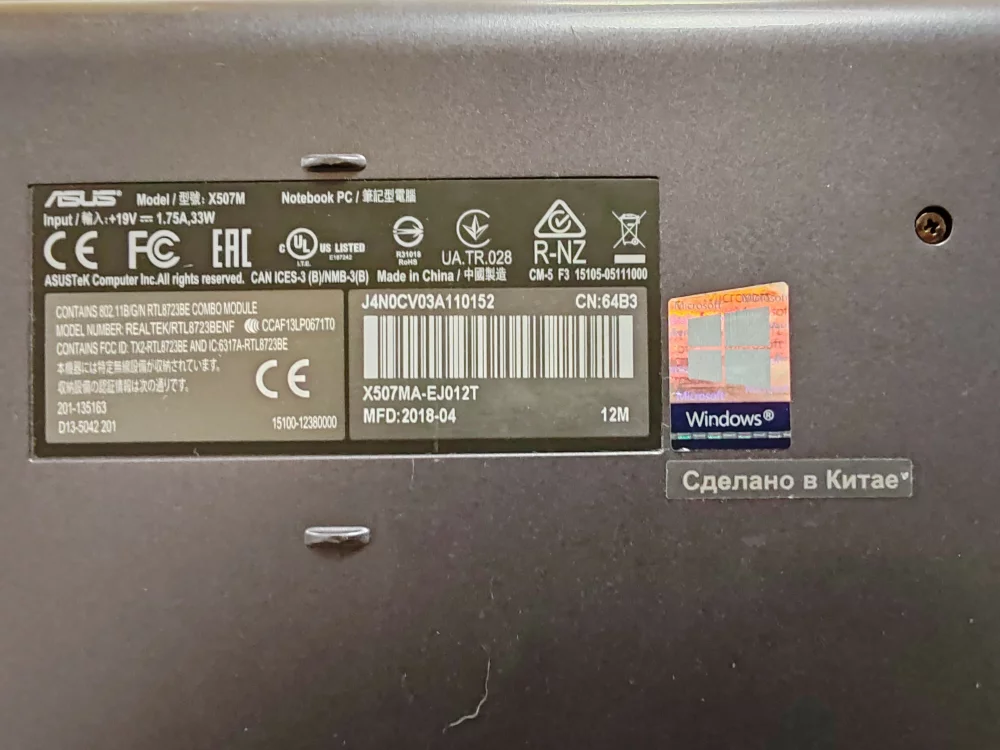 ASUS® Model / 型號: X507M Notebook PC / 筆記型電腦
Input / 輸入: +19V⎓ 1.75A,33W
CE FC EAC c UL US LISTED I.T.E. E187242 R31018 RoHS UA.TR.028 R-NZ
ASUSTeK Computer Inc.All rights reserved. CAN ICES-3 (B)/NMB-3(B) Made in China / 中國製造 CM-5 F3 15105-05111000
CONTAINS 802.11B/G/N RTL8723BE COMBO MODULE
MODEL NUMBER: REALTEK/RTL8723BENF CCAF13LP0671T0
CONTAINS FCC ID: TX2-RTL8723BE AND IC:6317A-RTL8723BE
本機器には特定無線設備が収納されています。
収納設備の認証情報は次の通りです。
CE
201-135163
D13-5042 201 15100-12380000
J4N0CV03A110152 CN:64B3
X507MA-EJ012T
MFD:2018-04 12M
Microsoft
Microsoft
Windows®
Сделано в Китае